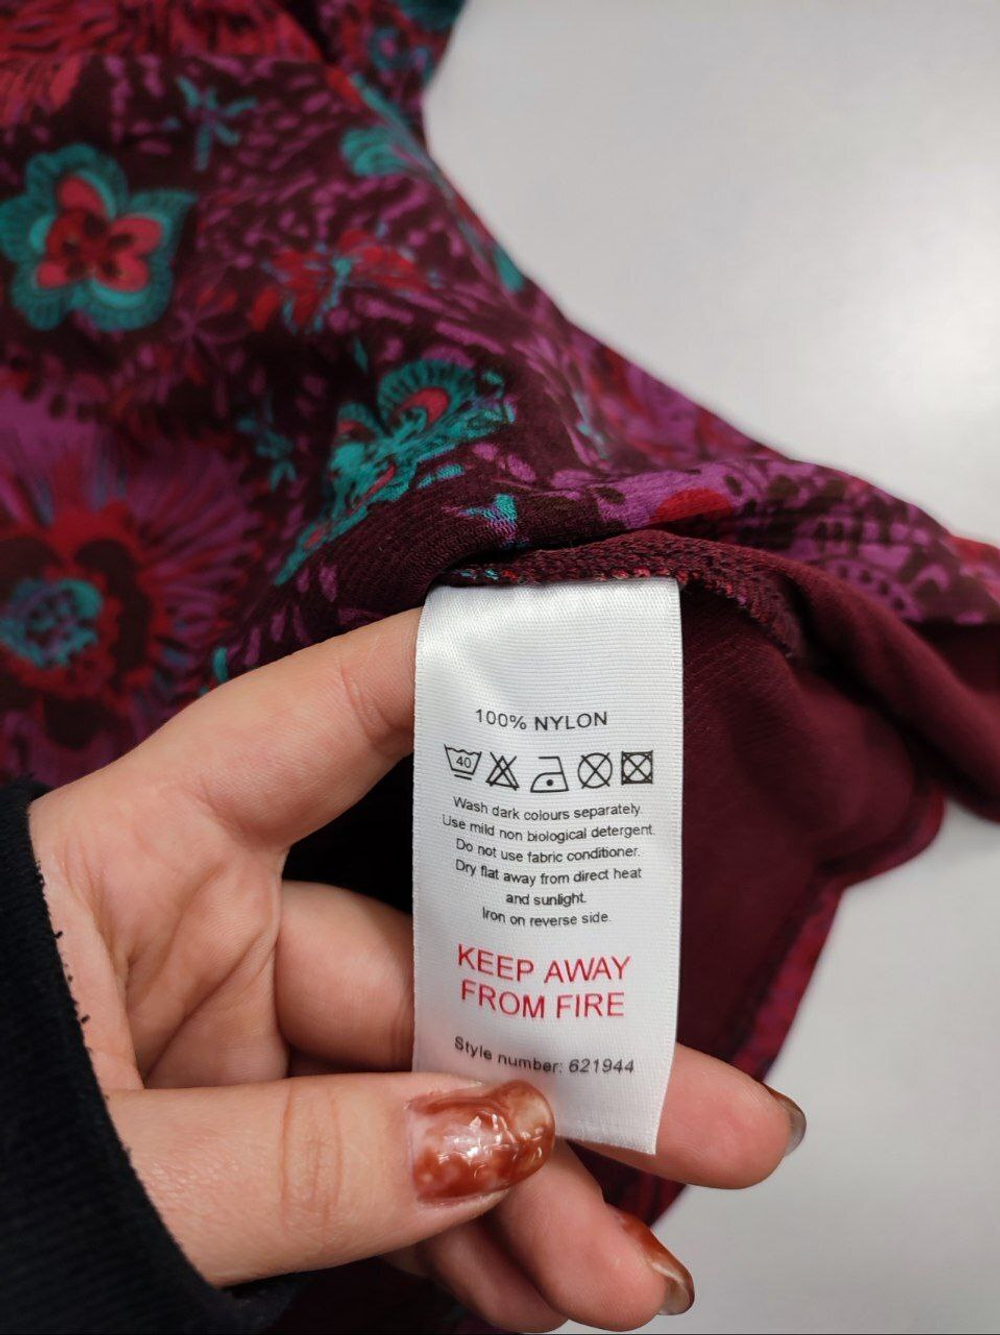 100% NYLON
40
Wash dark colours separately.
Use mild non biological detergent.
Do not use fabric conditioner.
Dry flat away from direct heat
and sunlight.
Iron on reverse side.
KEEP AWAY
FROM FIRE
Style number: 621944